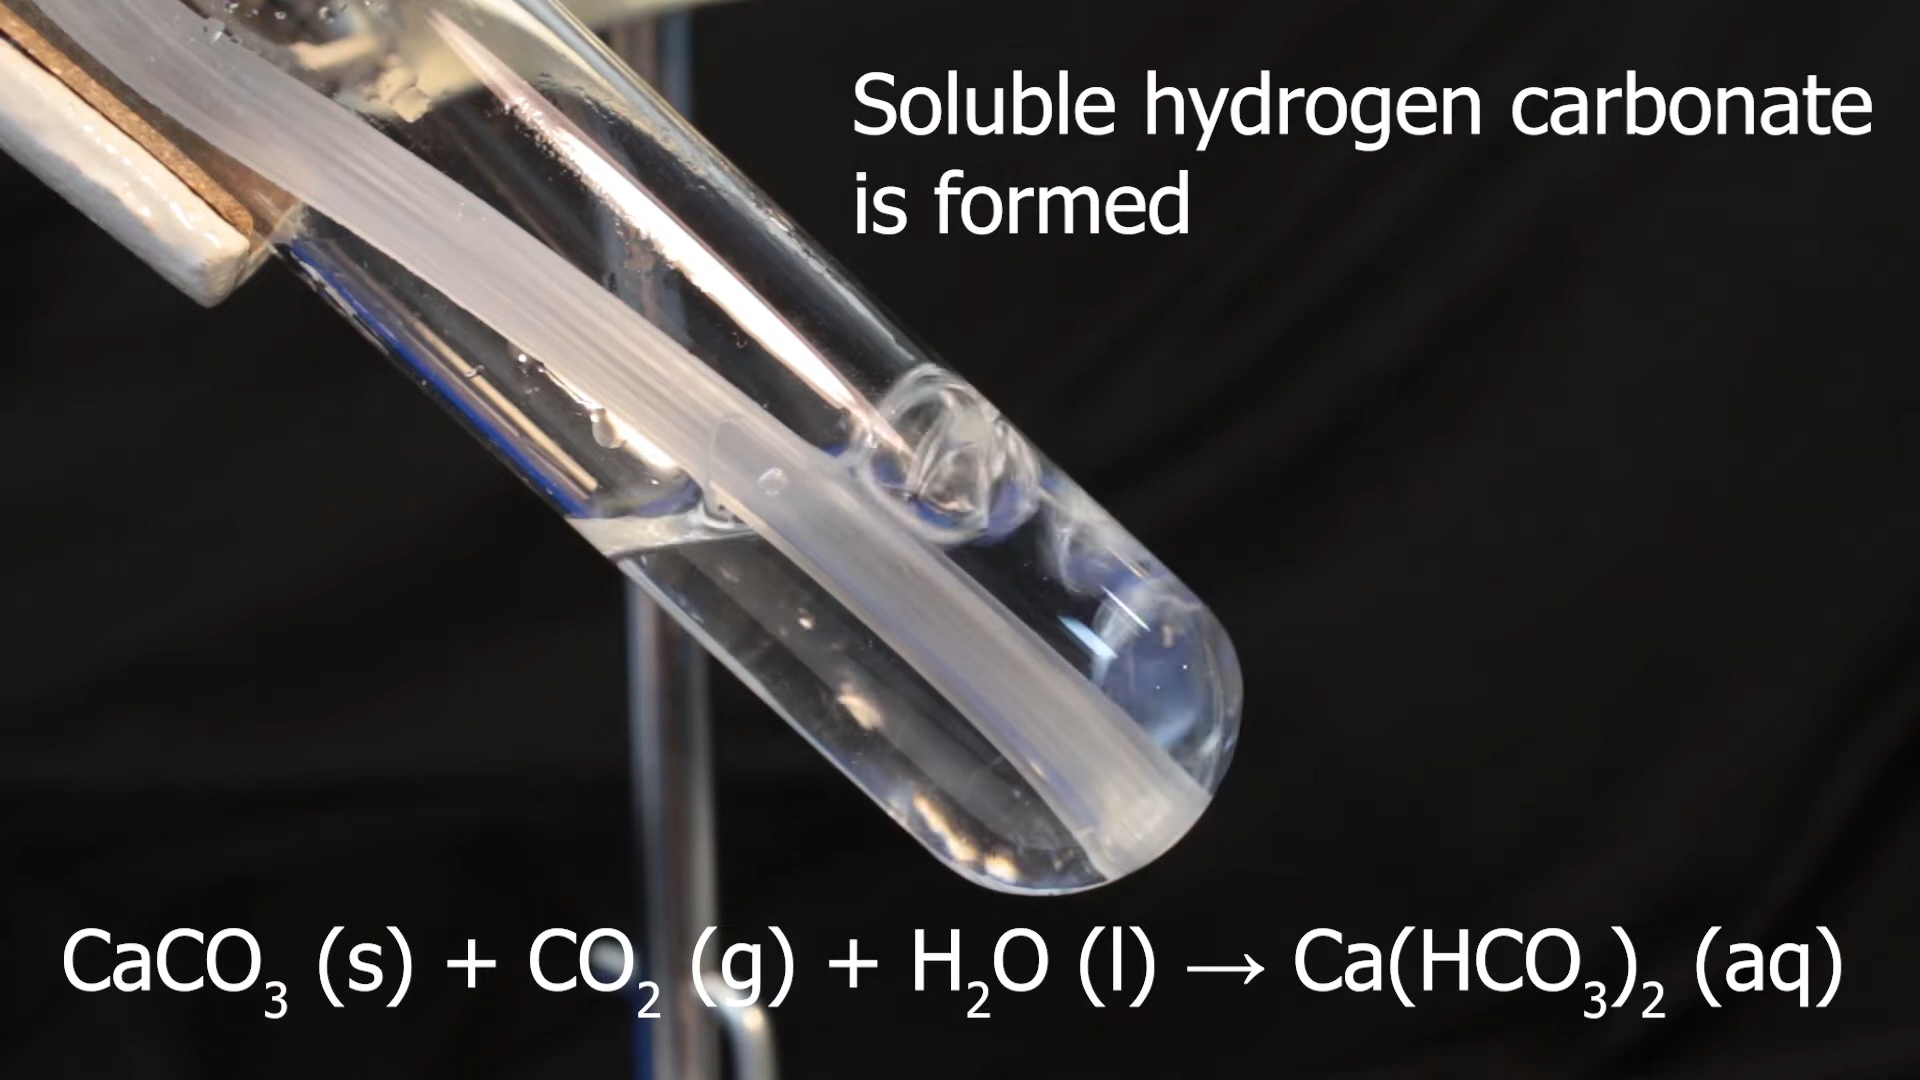 Soluble hydrogen carbonate
is formed
CaCO₃ (s) + CO₂ (g) + H₂O (l) → Ca(HCO₃)₂ (aq)